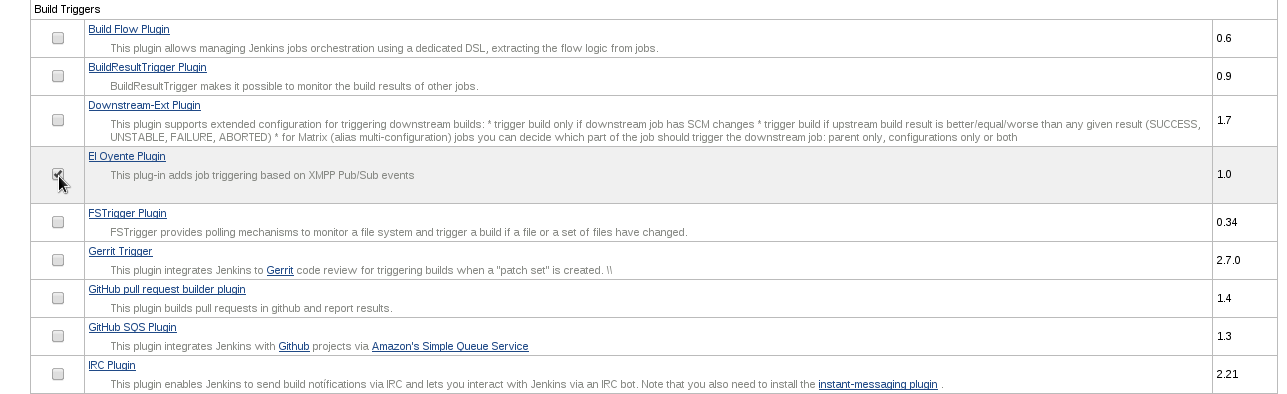 Build Triggers
Build Flow Plugin
This plugin allows managing Jenkins jobs orchestration using a dedicated DSL, extracting the flow logic from jobs.
0.6
BuildResultTrigger Plugin
BuildResultTrigger makes it possible to monitor the build results of other jobs.
0.9
Downstream-Ext Plugin
This plugin supports extended configuration for triggering downstream builds: * trigger build only if downstream job has SCM changes * trigger build if upstream build result is better/equal/worse than any given result (SUCCESS,
UNSTABLE, FAILURE, ABORTED) * for Matrix (alias multi-configuration) jobs you can decide which part of the job should trigger the downstream job: parent only, configurations only or both
1.7
El Oyente Plugin
This plug-in adds job triggering based on XMPP Pub/Sub events
1.0
FSTrigger Plugin
FSTrigger provides polling mechanisms to monitor a file system and trigger a build if a file or a set of files have changed.
0.34
Gerrit Trigger
This plugin integrates Jenkins to Gerrit code review for triggering builds when a "patch set" is created. \\
2.7.0
GitHub pull request builder plugin
This plugin builds pull requests in github and report results.
1.4
GitHub SQS Plugin
This plugin integrates Jenkins with Github projects via Amazon's Simple Queue Service
1.3
IRC Plugin
This plugin enables Jenkins to send build notifications via IRC and lets you interact with Jenkins via an IRC bot. Note that you also need to install the instant-messaging plugin .
2.21